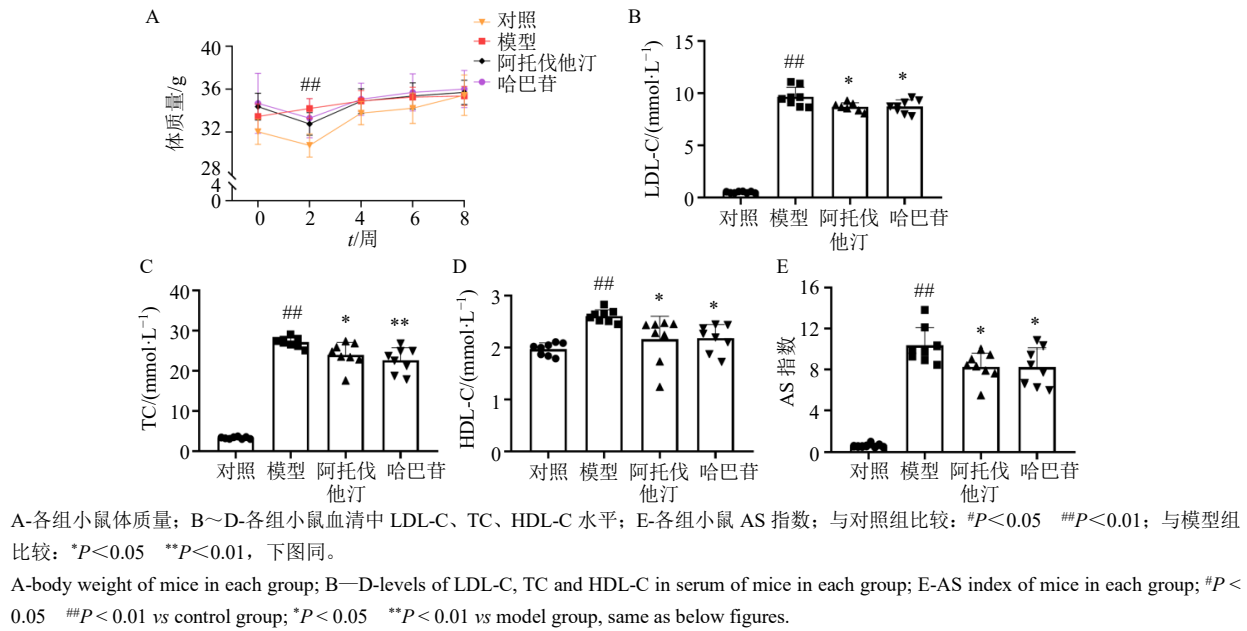 A
对照
模型
阿托伐他汀
哈巴苷
体质量/g
40
36
32
28
4
0
##
0 2 4 6 8
t/周
B
LDL-C/(mmol·L−1)
15
10
5
0
##
*
*
对照 模型 阿托伐 哈巴苷
他汀
C
TC/(mmol·L−1)
40
30
20
10
0
##
*
**
对照 模型 阿托伐 哈巴苷
他汀
D
HDL-C/(mmol·L−1)
3
2
1
0
##
*
*
对照 模型 阿托伐 哈巴苷
他汀
E
AS 指数
16
12
8
4
0
##
*
*
对照 模型 阿托伐 哈巴苷
他汀
A-各组小鼠体质量；B～D-各组小鼠血清中 LDL-C、TC、HDL-C 水平；E-各组小鼠 AS 指数；与对照组比较：#P＜0.05 ##P＜0.01；与模型组
比较：*P＜0.05 **P＜0.01，下图同。
A-body weight of mice in each group; B—D-levels of LDL-C, TC and HDL-C in serum of mice in each group; E-AS index of mice in each group; #P <
0.05 ##P < 0.01 vs control group; *P < 0.05 **P < 0.01 vs model group, same as below figures.